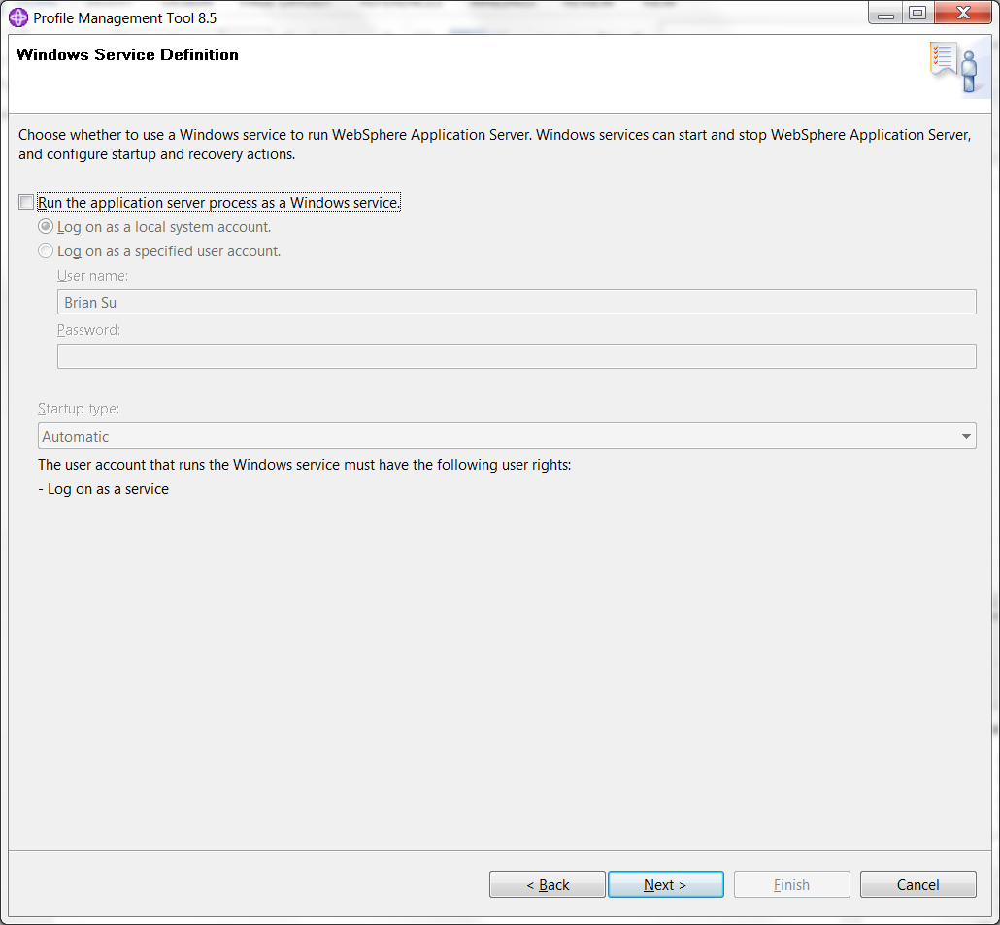 Profile Management Tool 8.5
Windows Service Definition
Choose whether to use a Windows service to run WebSphere Application Server. Windows services can start and stop WebSphere Application Server,
and configure startup and recovery actions.
Run the application server process as a Windows service.
Log on as a local system account.
Log on as a specified user account.
User name:
Brian Su
Password:
Startup type:
Automatic
The user account that runs the Windows service must have the following user rights:
- Log on as a service
< Back
Next >
Finish
Cancel